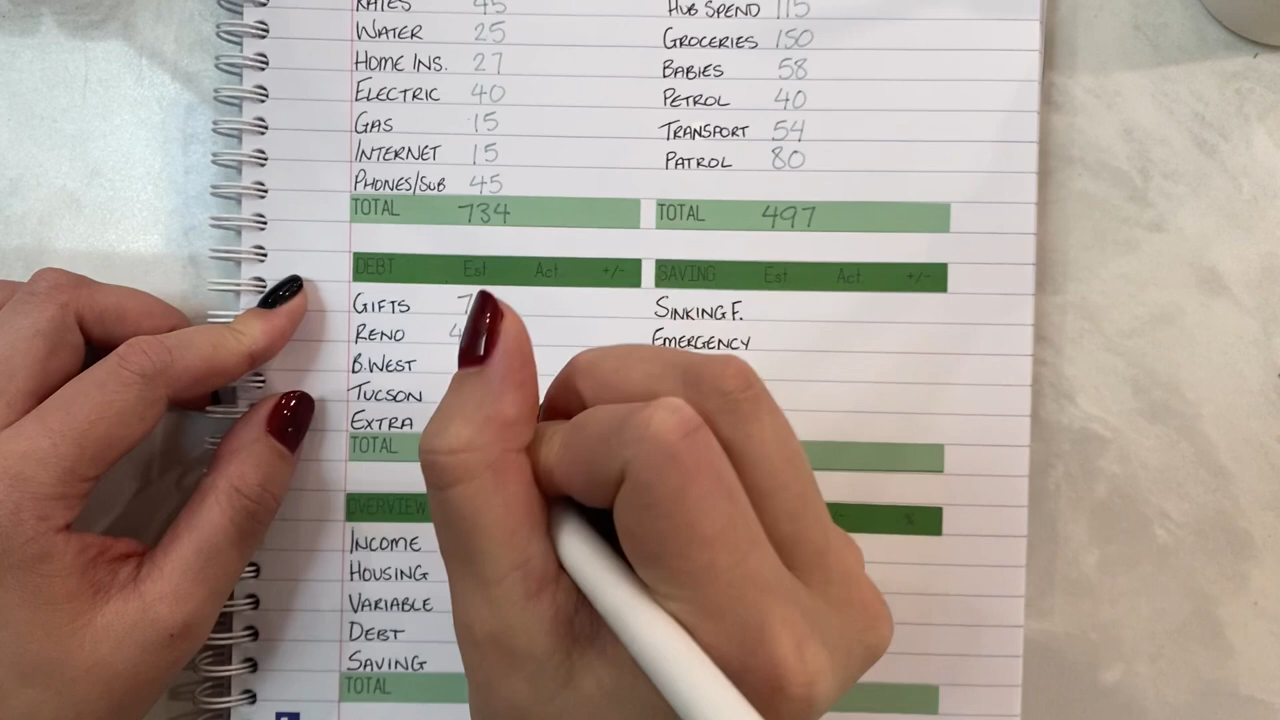 RATES 45
WATER 25
HOME INS. 27
ELECTRIC 40
GAS 15
INTERNET 15
PHONES/SUB 45
TOTAL 734
HUB SPEND 115
GROCERIES 150
BABIES 58
PETROL 40
TRANSPORT 54
PATROL 80
TOTAL 497
DEBT Est Act +/-
GIFTS 7
RENO 4
B.WEST
TUCSON
EXTRA
TOTAL
SAVING Est Act +/-
SINKING F.
EMERGENCY
OVERVIEW %
INCOME
HOUSING
VARIABLE
DEBT
SAVING
TOTAL